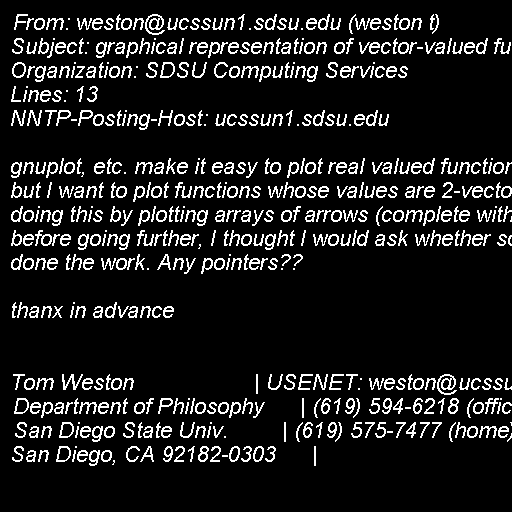 From: weston@ucssun1.sdsu.edu (weston t)
Subject: graphical representation of vector-valued fu
Organization: SDSU Computing Services
Lines: 13
NNTP-Posting-Host: ucssun1.sdsu.edu

gnuplot, etc. make it easy to plot real valued function
but I want to plot functions whose values are 2-vecto
doing this by plotting arrays of arrows (complete with
before going further, I thought I would ask whether so
done the work. Any pointers??

thanx in advance

Tom Weston | USENET: weston@ucssu
Department of Philosophy | (619) 594-6218 (offic
San Diego State Univ. | (619) 575-7477 (home)
San Diego, CA 92182-0303 |